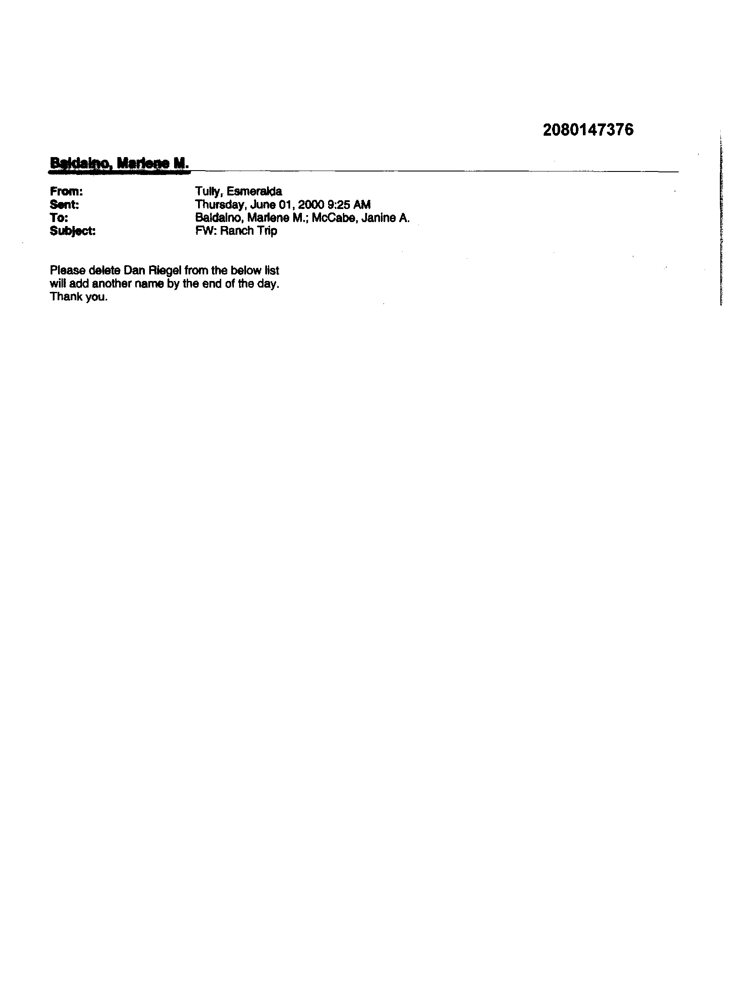 2080147376
Baldaino, Marlene M.
From: Tully, Esmeralda
Sent: Thursday, June 01, 2000 9:25 AM
To: Baldaino, Marlene M.; McCabe, Janine A.
Subject: FW: Ranch Trip
Please delete Dan Riegel from the below list
will add another name by the end of the day.
Thank you.